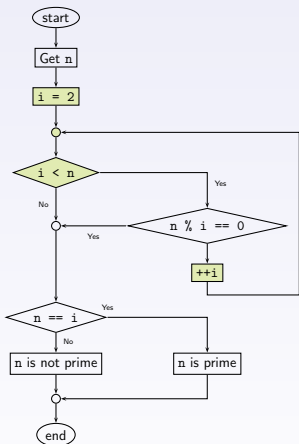 start
Get n
i = 2
i < n
Yes
No
n % i == 0
Yes
++i
n == i
Yes
No
n is not prime
n is prime
end